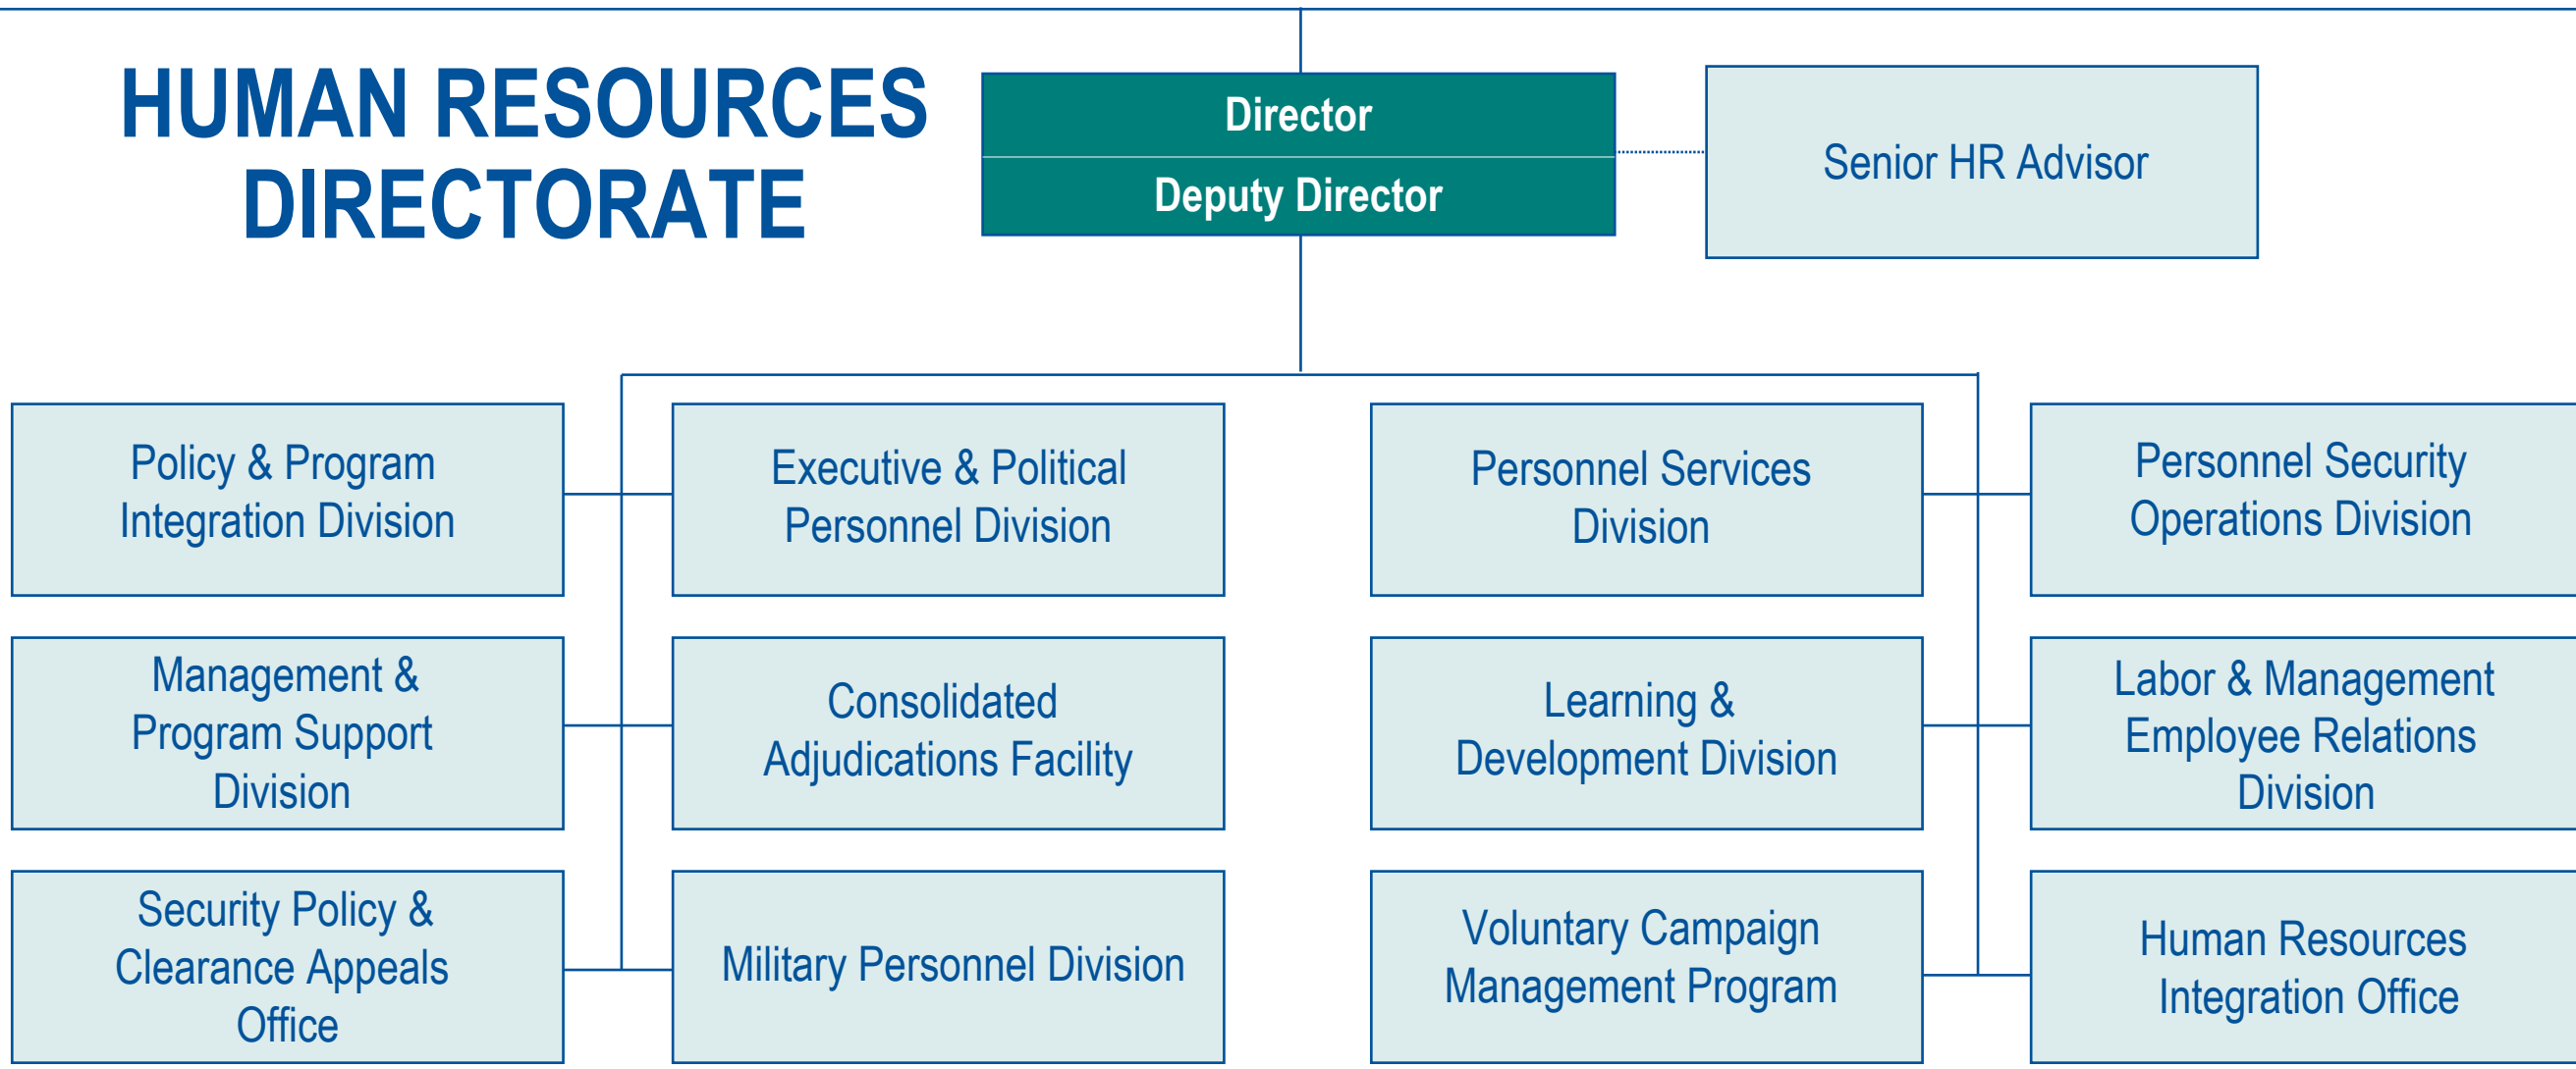 HUMAN RESOURCES
DIRECTORATE
Director
Deputy Director
Senior HR Advisor
Policy & Program
Integration Division
Executive & Political
Personnel Division
Personnel Services
Division
Personnel Security
Operations Division
Management &
Program Support
Division
Consolidated
Adjudications Facility
Learning &
Development Division
Labor & Management
Employee Relations
Division
Security Policy &
Clearance Appeals
Office
Military Personnel Division
Voluntary Campaign
Management Program
Human Resources
Integration Office